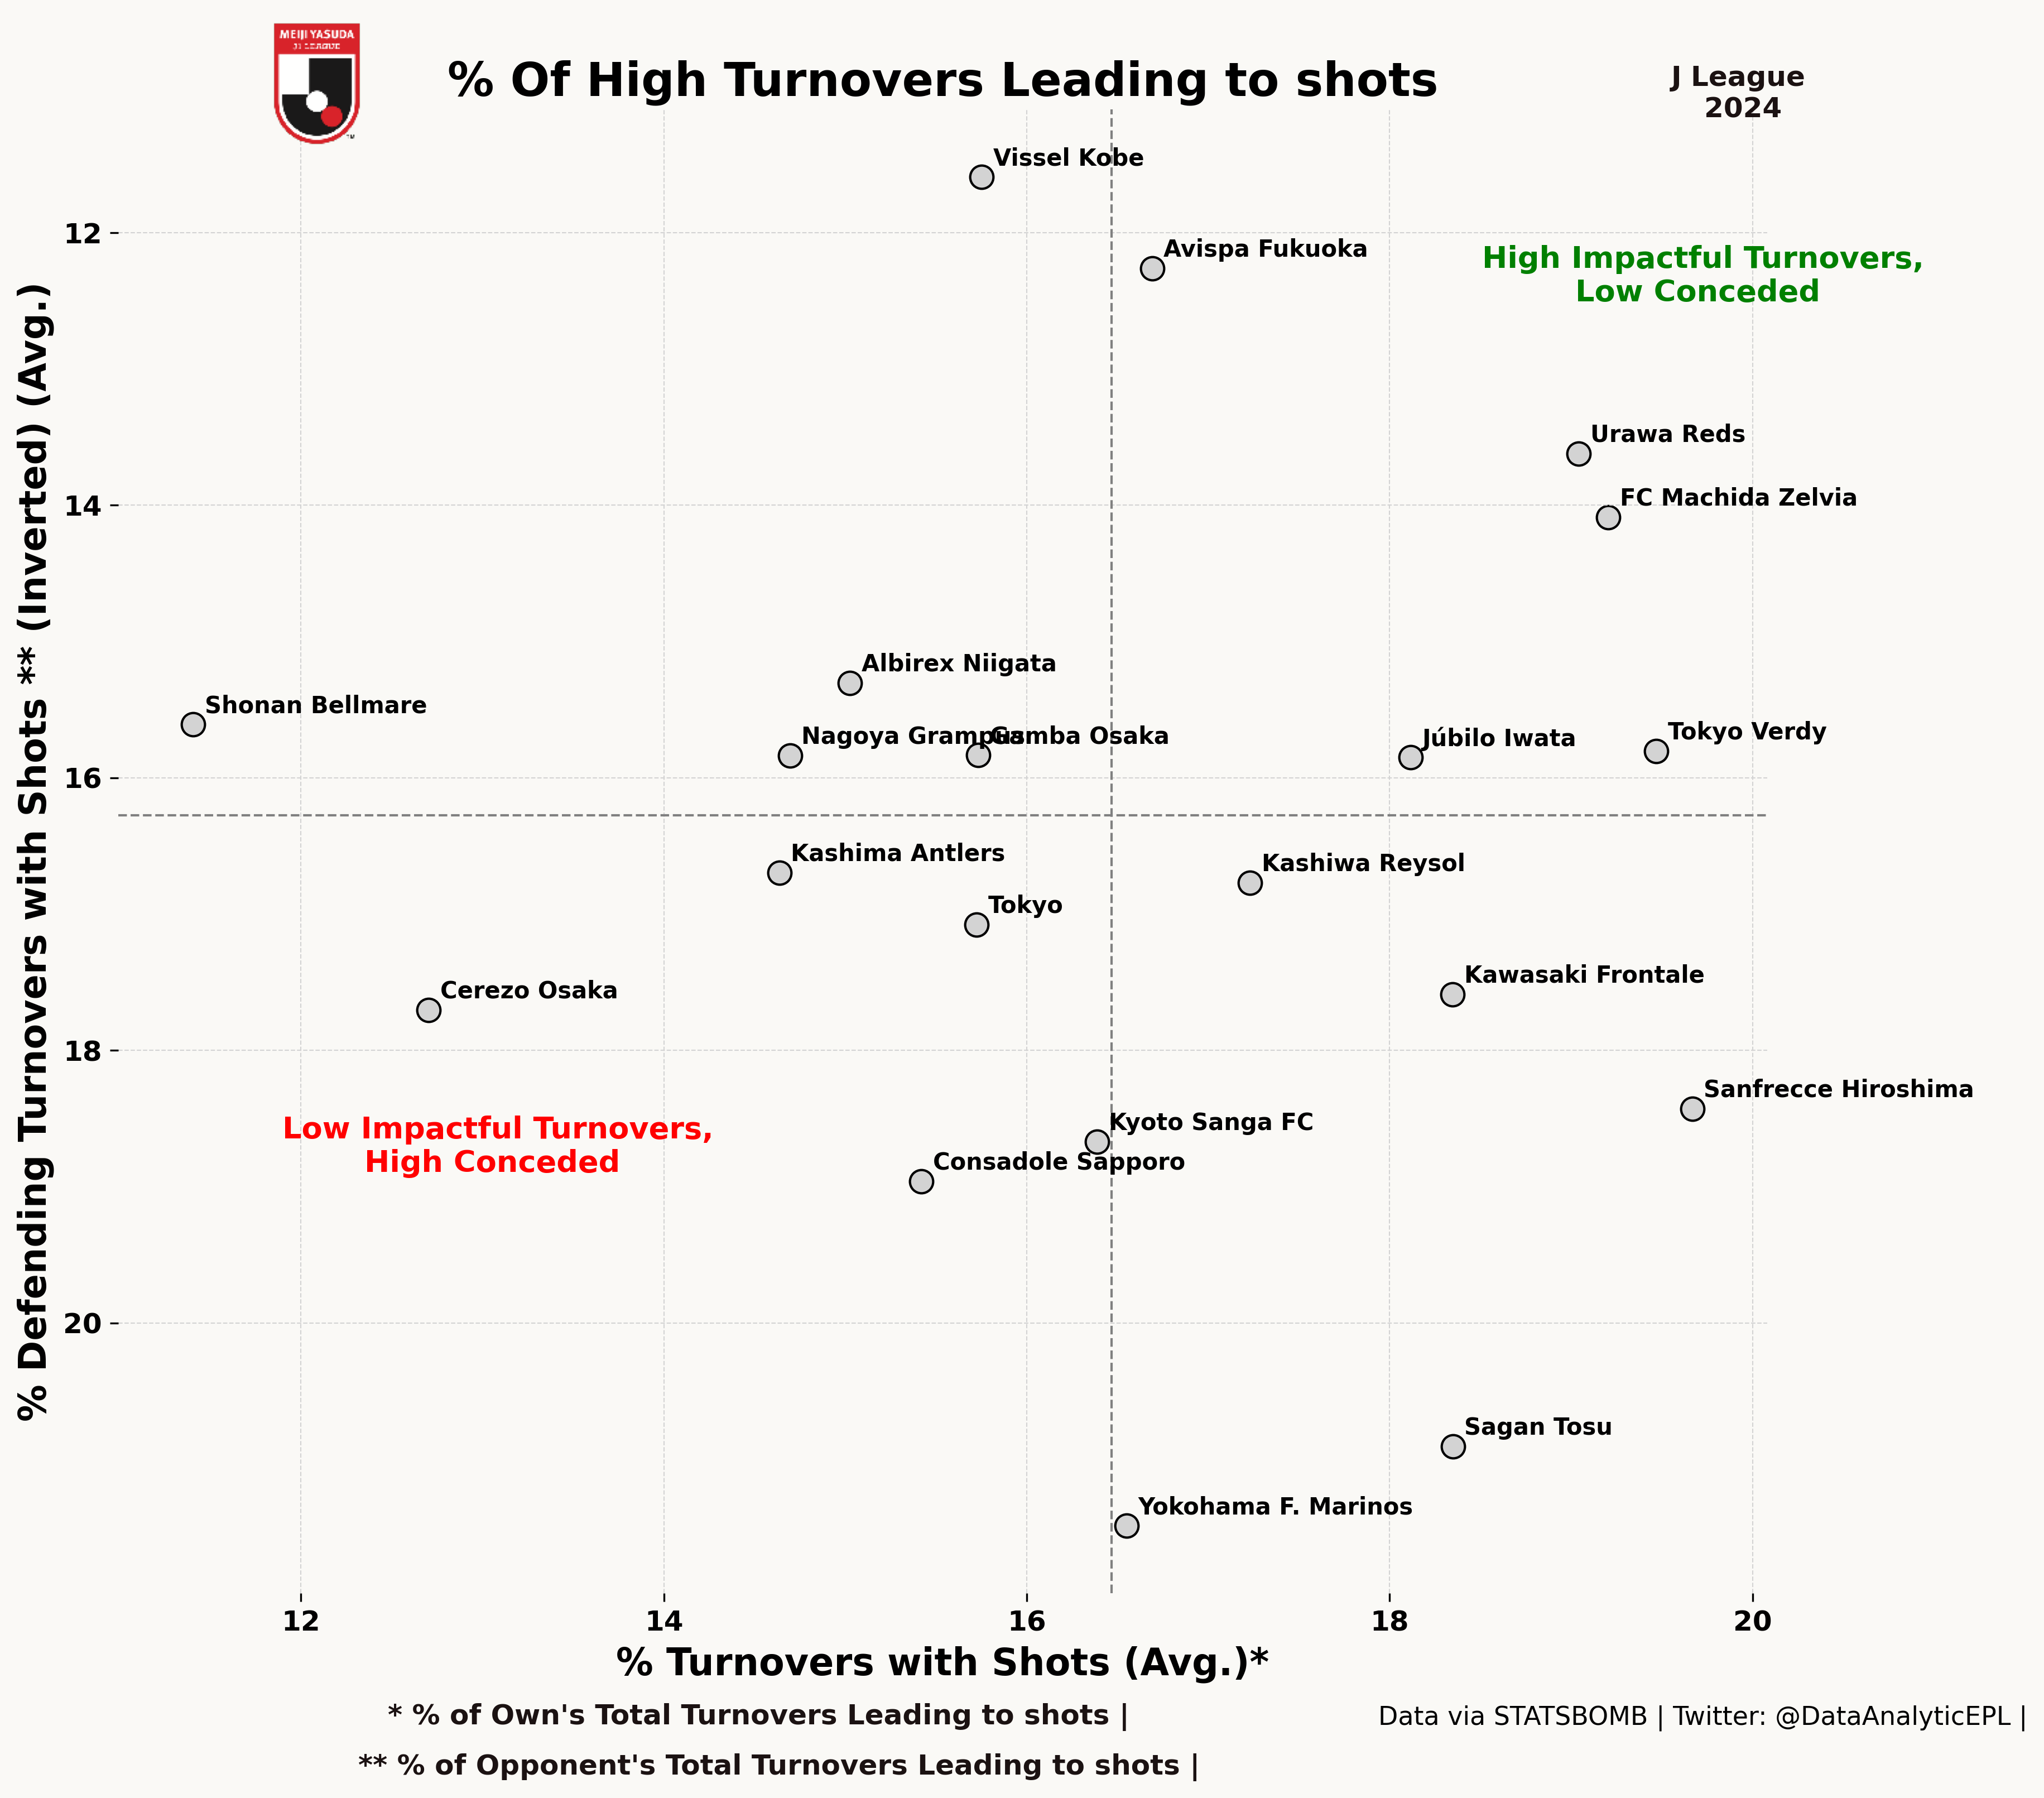 MEIJI YASUDA
J1 LEAGUE
% Of High Turnovers Leading to shots
J League
2024
Vissel Kobe
Avispa Fukuoka
High Impactful Turnovers,
Low Conceded
Urawa Reds
FC Machida Zelvia
Albirex Niigata
Shonan Bellmare
Nagoya Grampus
Gamba Osaka
Júbilo Iwata
Tokyo Verdy
Kashima Antlers
Kashiwa Reysol
Tokyo
Kawasaki Frontale
Cerezo Osaka
Sanfrecce Hiroshima
Low Impactful Turnovers,
High Conceded
Kyoto Sanga FC
Consadole Sapporo
Sagan Tosu
Yokohama F. Marinos
% Defending Turnovers with Shots ** (Inverted) (Avg.)
12
14
16
18
20
12
14
16
18
20
% Turnovers with Shots (Avg.)*
* % of Own's Total Turnovers Leading to shots |
Data via STATSBOMB | Twitter: @DataAnalyticEPL |
** % of Opponent's Total Turnovers Leading to shots |